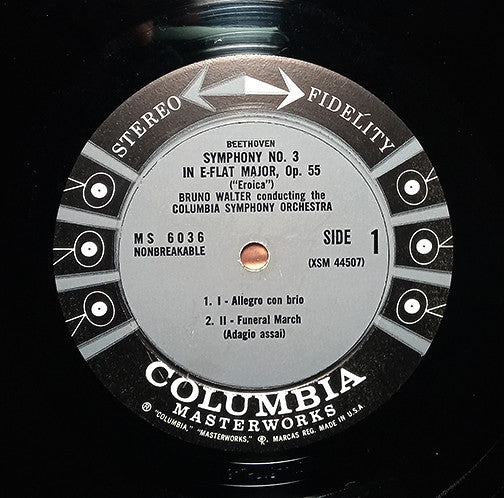 STEREO FIDELITY
BEETHOVEN
SYMPHONY NO. 3
IN E-FLAT MAJOR, Op. 55
("Eroica")
BRUNO WALTER conducting the
COLUMBIA SYMPHONY ORCHESTRA
MS 6036
NONBREAKABLE
SIDE 1
(XSM 44507)
1. I - Allegro con brio
2. II - Funeral March
(Adagio assai)
COLUMBIA
MASTERWORKS
® "COLUMBIA," "MASTERWORKS," Ⓟ. MARCAS REG. MADE IN U.S.A.